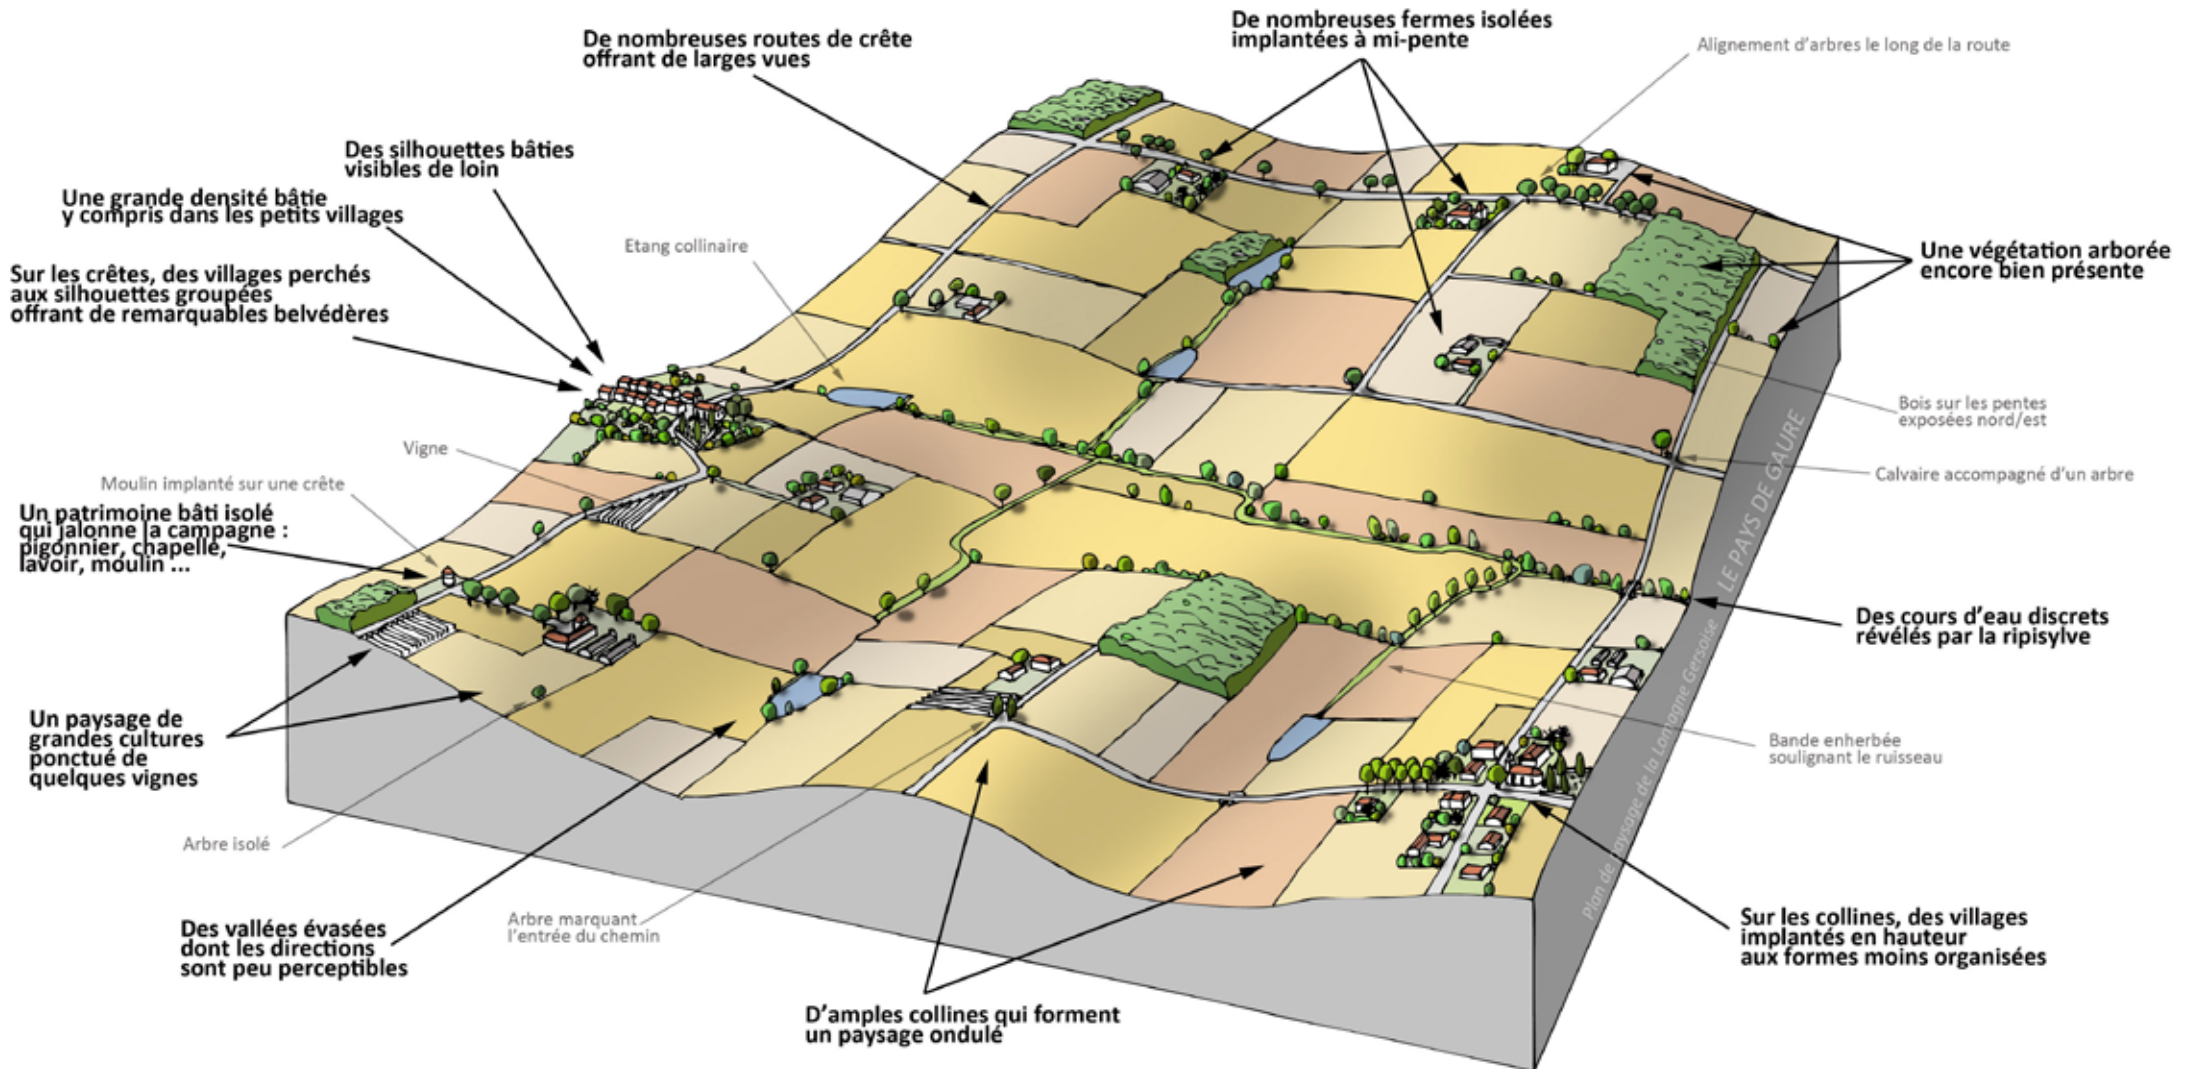 De nombreuses fermes isolées
implantées à mi-pente
De nombreuses routes de crête
offrant de larges vues
Alignement d'arbres le long de la route
Des silhouettes bâties
visibles de loin
Une grande densité bâtie
y compris dans les petits villages
Etang collinaire
Une végétation arborée
encore bien présente
Sur les crêtes, des villages perchés
aux silhouettes groupées
offrant de remarquables belvédères
Bois sur les pentes
exposées nord/est
Vigne
Calvaire accompagné d'un arbre
Moulin implanté sur une crête
Un patrimoine bâti isolé
qui jalonne la campagne :
pigonnier, chapelle,
lavoir, moulin ...
Des cours d'eau discrets
révélés par la ripisylve
Plan de paysage de la Lomagne Gersoise LE PAYS DE GAURE
Un paysage de
grandes cultures
ponctué de
quelques vignes
Bande enherbée
soulignant le ruisseau
Arbre isolé
Arbre marquant
l'entrée du chemin
Des vallées évasées
dont les directions
sont peu perceptibles
Sur les collines, des villages
implantés en hauteur
aux formes moins organisées
D'amples collines qui forment
un paysage ondulé